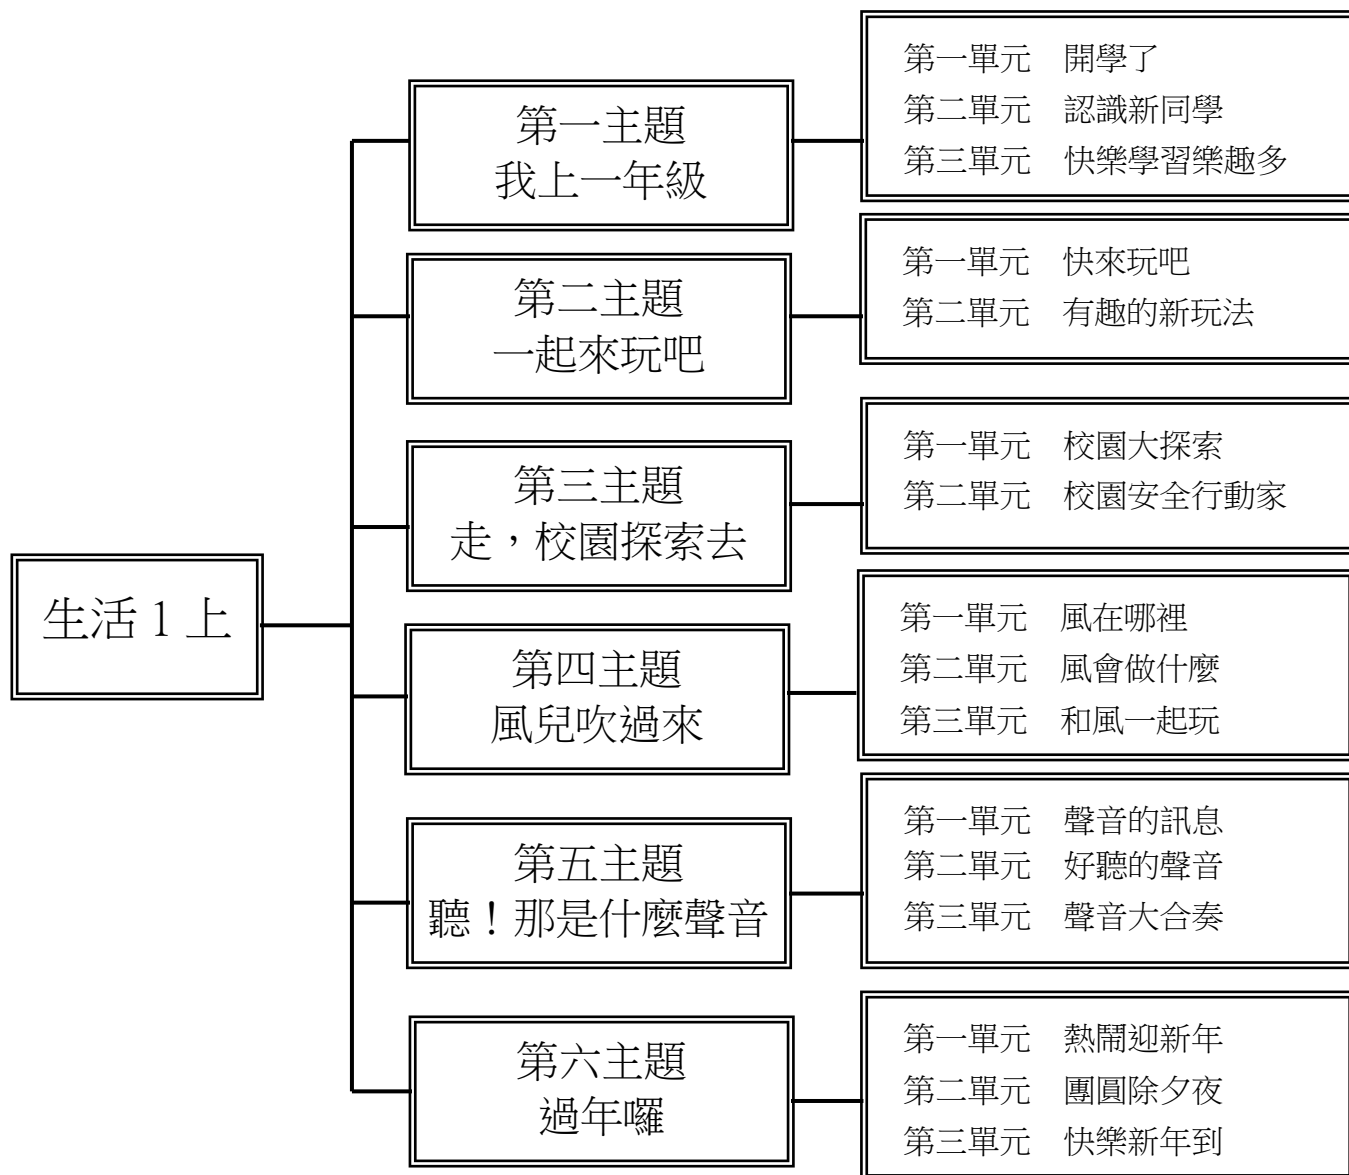 生活1上
第一主題
我上一年級
第一單元　開學了
第二單元　認識新同學
第三單元　快樂學習樂趣多
第二主題
一起來玩吧
第一單元　快來玩吧
第二單元　有趣的新玩法
第三主題
走，校園探索去
第一單元　校園大探索
第二單元　校園安全行動家
第四主題
風兒吹過來
第一單元　風在哪裡
第二單元　風會做什麼
第三單元　和風一起玩
第五主題
聽！那是什麼聲音
第一單元　聲音的訊息
第二單元　好聽的聲音
第三單元　聲音大合奏
第六主題
過年囉
第一單元　熱鬧迎新年
第二單元　團圓除夕夜
第三單元　快樂新年到